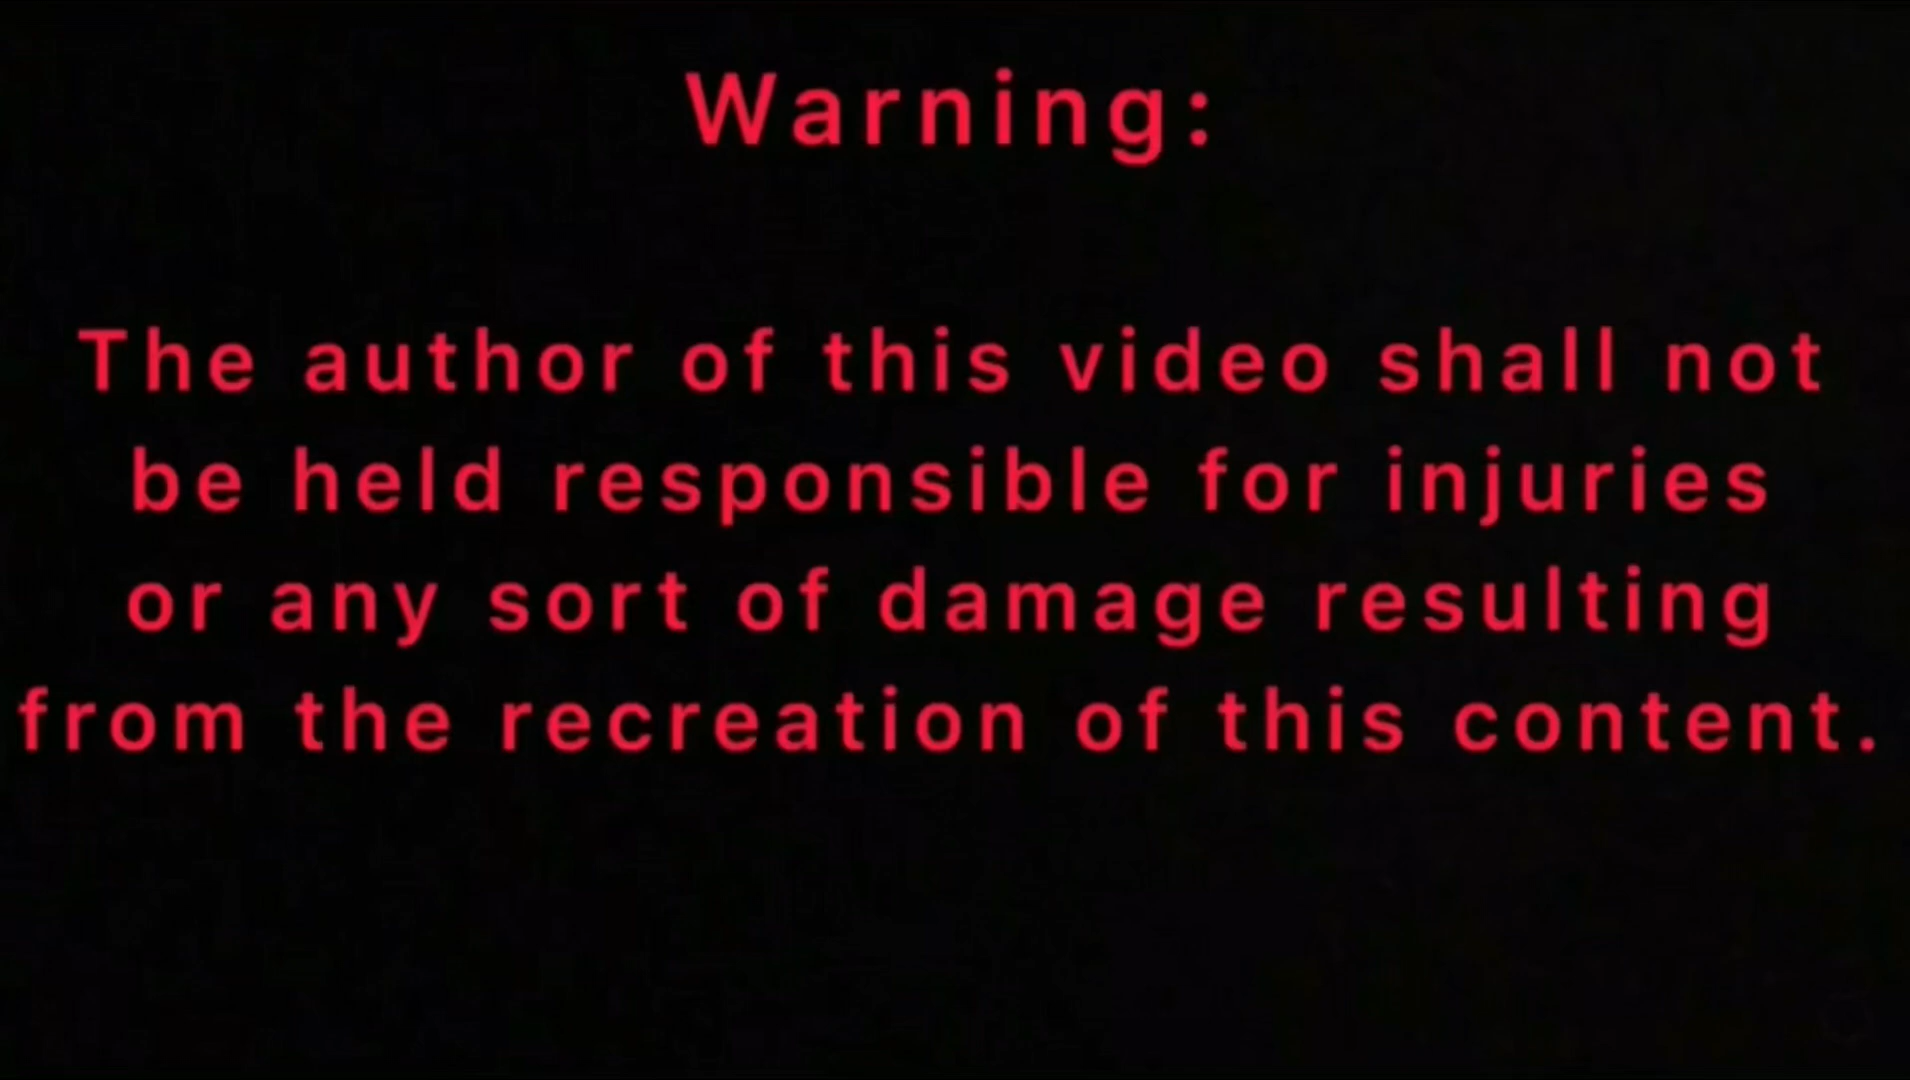 Warning:
The author of this video shall not
be held responsible for injuries
or any sort of damage resulting
from the recreation of this content.